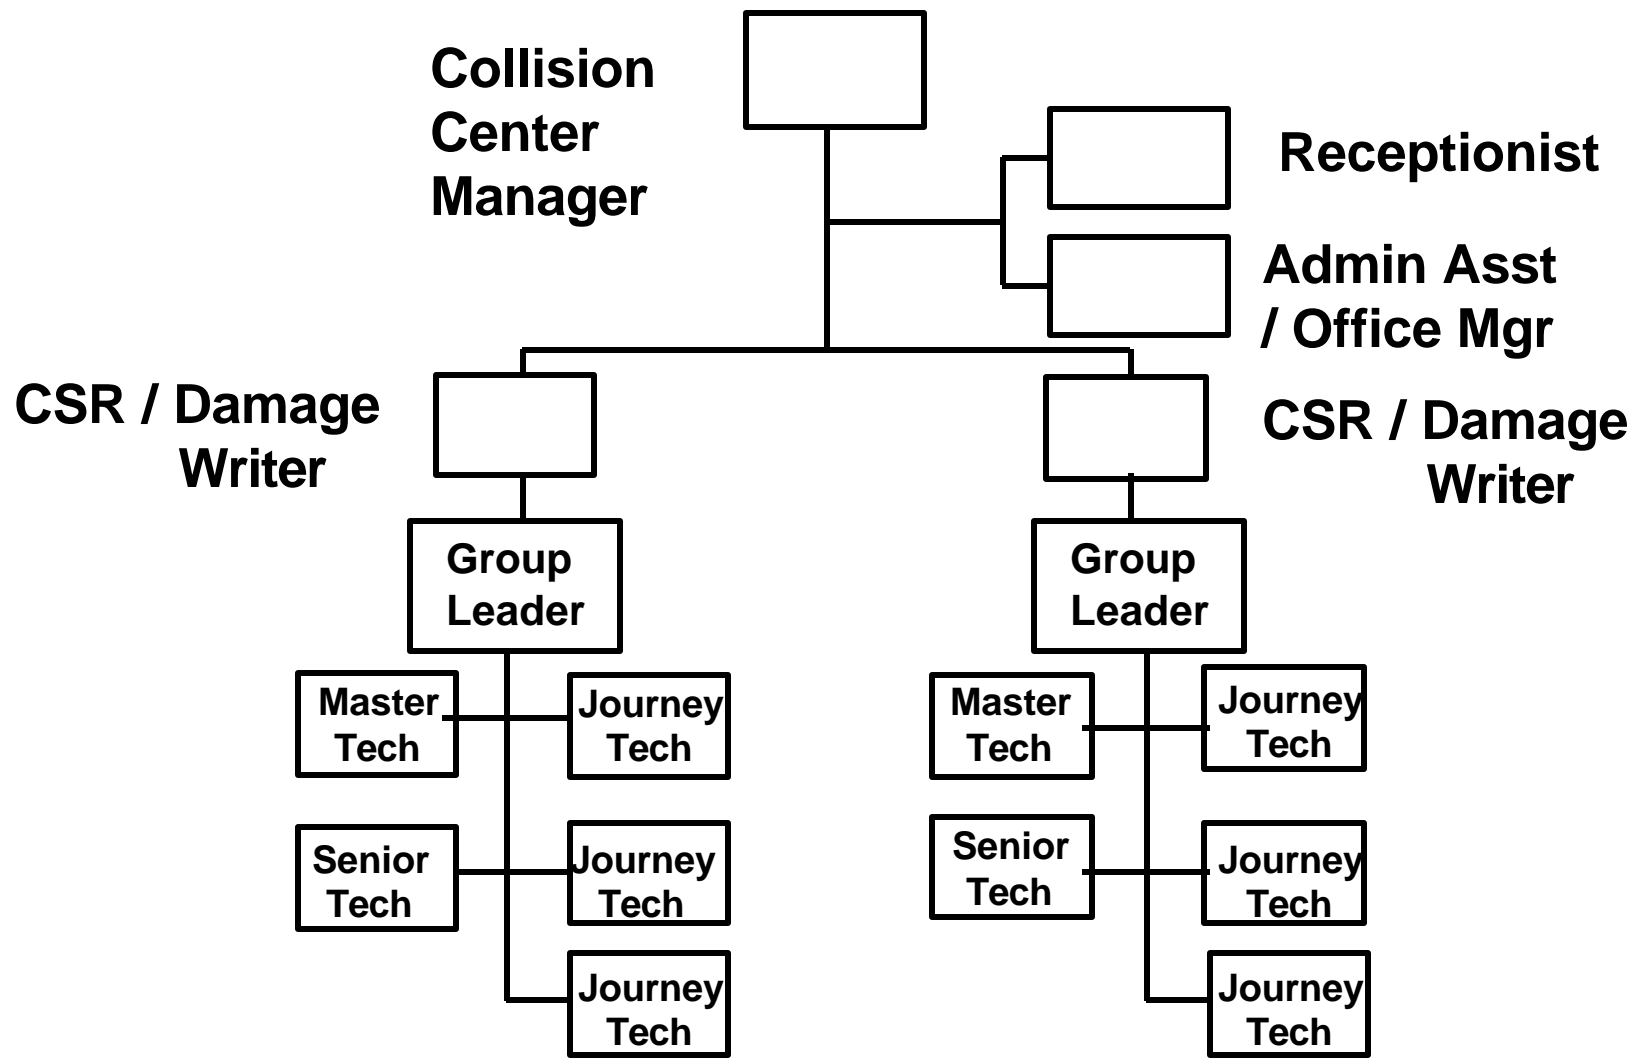 Collision
Center
Manager
Receptionist
Admin Asst
/ Office Mgr
CSR / Damage
Writer
CSR / Damage
Writer
Group
Leader
Group
Leader
Master
Tech
Journey
Tech
Senior
Tech
Journey
Tech
Journey
Tech
Master
Tech
Journey
Tech
Senior
Tech
Journey
Tech
Journey
Tech